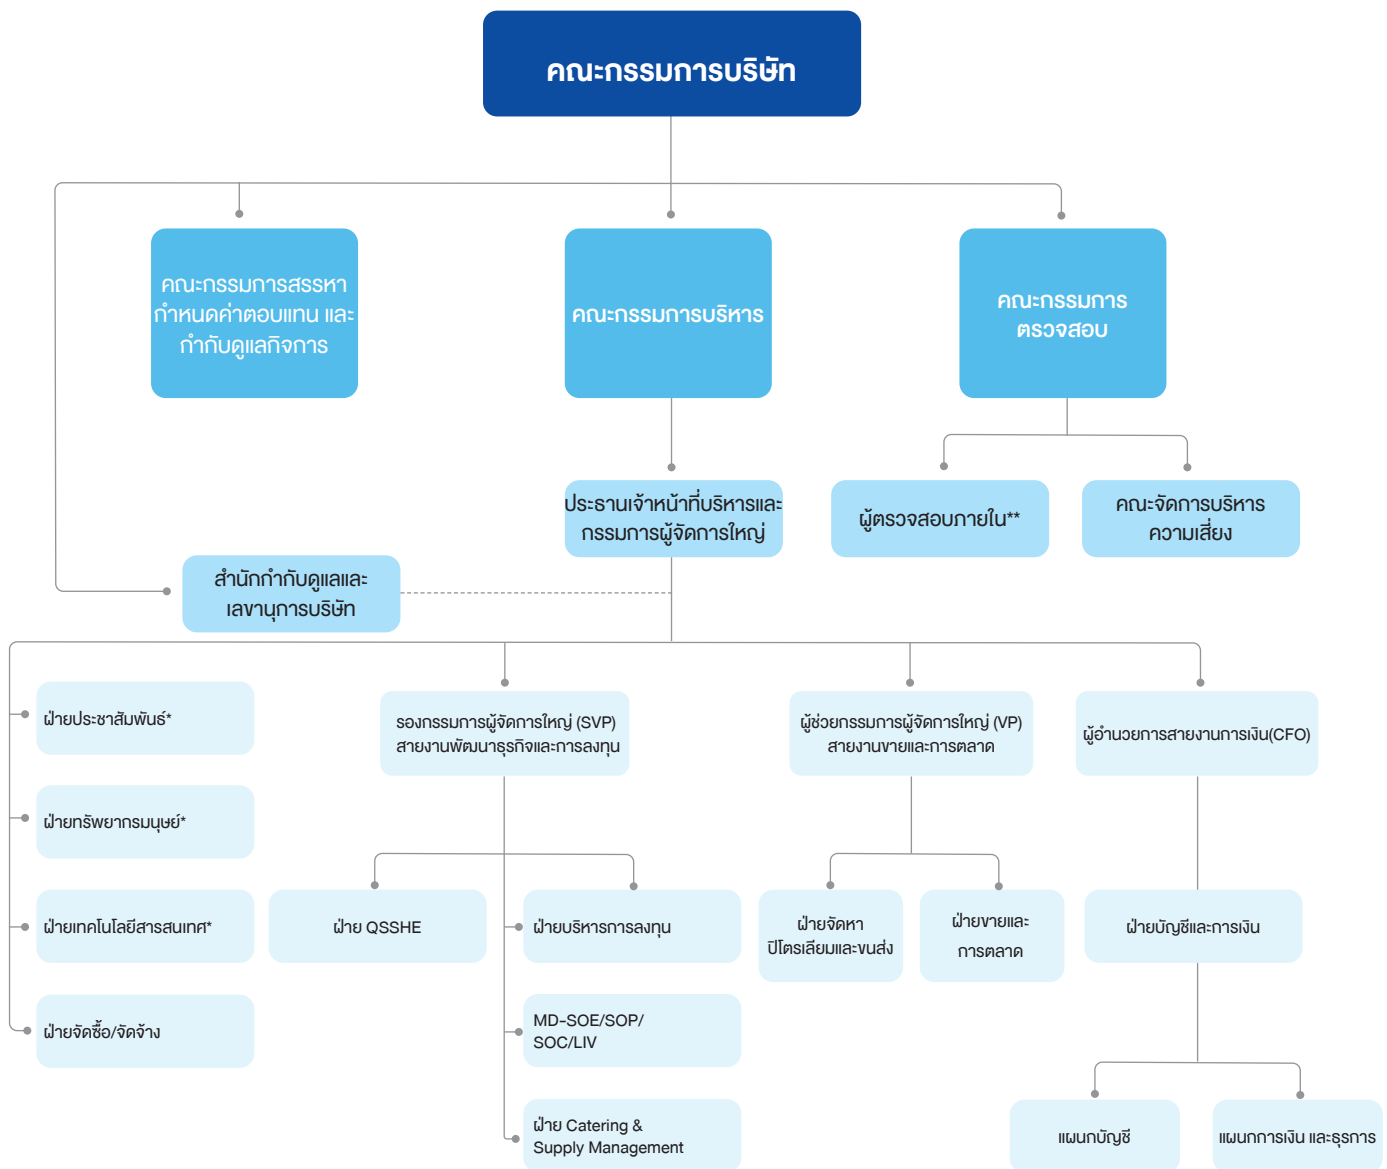 คณะกรรมการบริษัท
คณะกรรมการสรรหา
กำหนดค่าตอบแทน และ
กำกับดูแลกิจการ
คณะกรรมการบริหาร
คณะกรรมการ
ตรวจสอบ
ประธานเจ้าหน้าที่บริหารและ
กรรมการผู้จัดการใหญ่
ผู้ตรวจสอบภายใน**
คณะจัดการบริหาร
ความเสี่ยง
สำนักกำกับดูแลและ
เลขานุการบริษัท
ฝ่ายประชาสัมพันธ์*
ฝ่ายทรัพยากรมนุษย์*
ฝ่ายเทคโนโลยีสารสนเทศ*
ฝ่ายจัดซื้อ/จัดจ้าง
รองกรรมการผู้จัดการใหญ่ (SVP)
สายงานพัฒนาธุรกิจและการลงทุน
ฝ่าย QSSHE
ฝ่ายบริหารการลงทุน
MD-SOE/SOP/
SOC/LIV
ฝ่าย Catering &
Supply Management
ผู้ช่วยกรรมการผู้จัดการใหญ่ (VP)
สายงานขายและการตลาด
ฝ่ายจัดหา
ปิโตรเลียมและขนส่ง
ฝ่ายขายและ
การตลาด
ผู้อำนวยการสายงานการเงิน(CFO)
ฝ่ายบัญชีและการเงิน
แผนกบัญชี
แผนกการเงิน และธุรการ